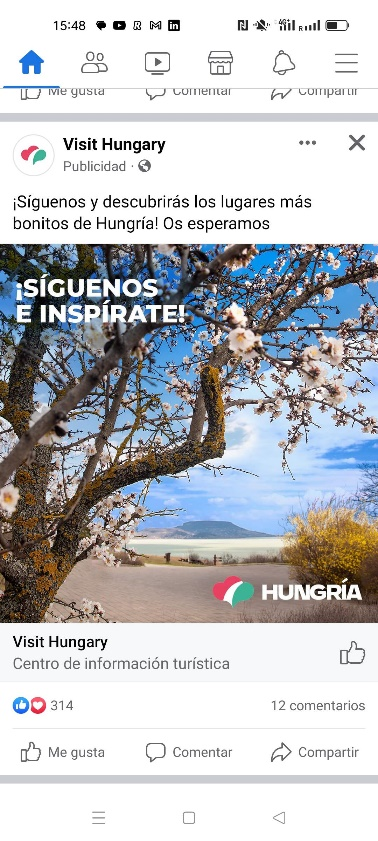 15:48
Me gusta Comentar Compartir
Visit Hungary
Publicidad ·
¡Síguenos y descubrirás los lugares más
bonitos de Hungría! Os esperamos
¡SÍGUENOS
E INSPÍRATE!
HUNGRÍA
Visit Hungary
Centro de información turística
314 12 comentarios
Me gusta Comentar Compartir